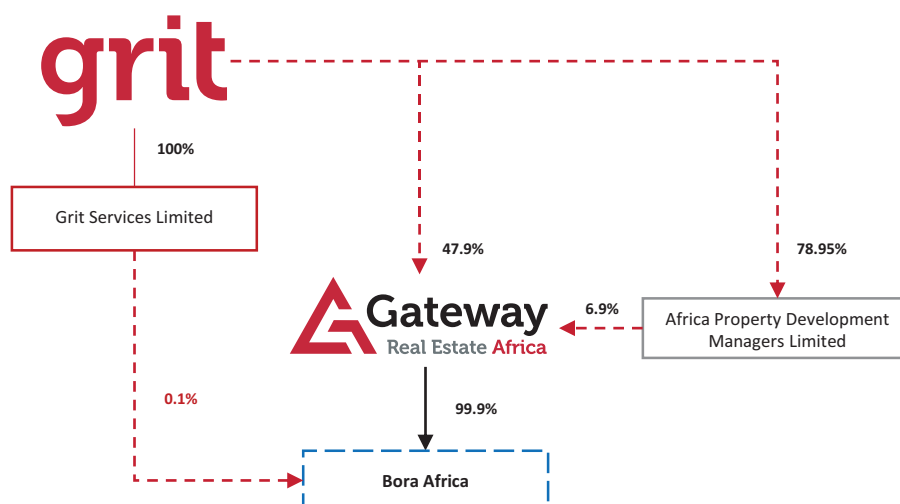 grit
100%
Grit Services Limited
47.9%
78.95%
Gateway
Real Estate Africa
6.9%
Africa Property Development
Managers Limited
0.1%
99.9%
Bora Africa